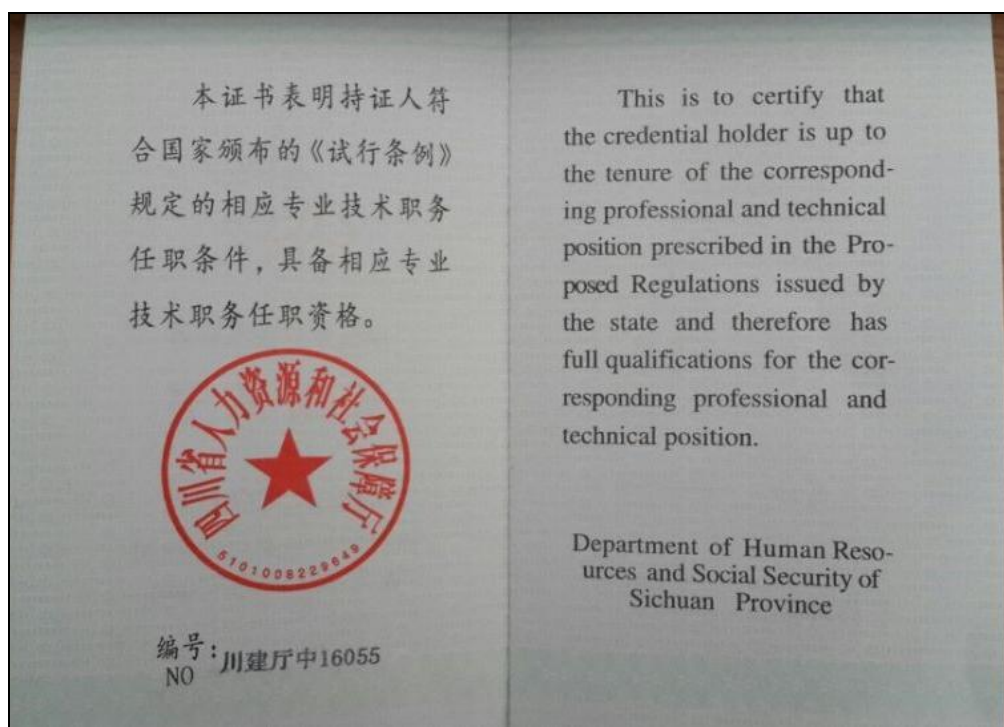 本证书表明持证人符
合国家颁布的《试行条例》
规定的相应专业技术职务
任职条件，具备相应专业
技术职务任职资格。
四川省人力资源和社会保障厅
5101008229649
编号：
NO
川建厅中16055
This is to certify that
the credential holder is up to
the tenure of the correspond-
ing professional and technical
position prescribed in the Pro-
posed Regulations issued by
the state and therefore has
full qualifications for the cor-
responding professional and
technical position.
Department of Human Reso-
urces and Social Security of
Sichuan Province